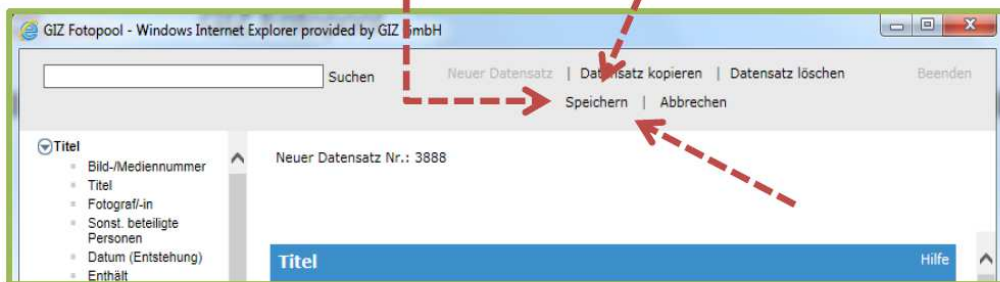 GIZ Fotopool - Windows Internet Explorer provided by GIZ GmbH
Suchen Neuer Datensatz | Datensatz kopieren | Datensatz löschen Beenden
Speichern | Abbrechen
Titel
Bild-/Mediennummer
Titel
Fotograf/-in
Sonst. beteiligte
Personen
Datum (Entstehung)
Enthält
Neuer Datensatz Nr.: 3888
Titel Hilfe